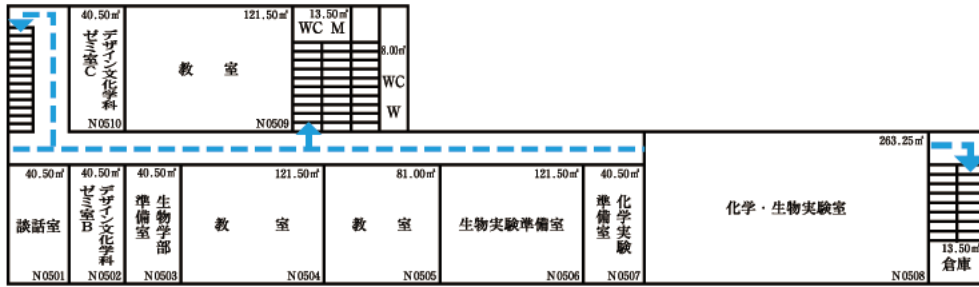 40.50㎡
デザイン文化学科
ゼミ室C
N0510
121.50㎡
教 室
N0509
13.50㎡
WC M
8.00㎡
WC
W
40.50㎡
談話室
N0501
40.50㎡
デザイン文化学科
ゼミ室B
N0502
40.50㎡
生物学部
準備室
N0503
121.50㎡
教 室
N0504
81.00㎡
教 室
N0505
121.50㎡
生物実験準備室
N0506
40.50㎡
化学実験
準備室
N0507
263.25㎡
化学・生物実験室
N0508
13.50㎡
倉庫